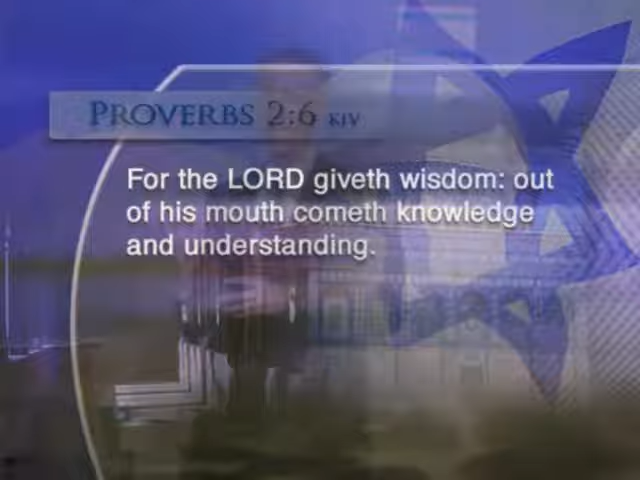 PROVERBS 2:6 KJV
For the LORD giveth wisdom: out
of his mouth cometh knowledge
and understanding.